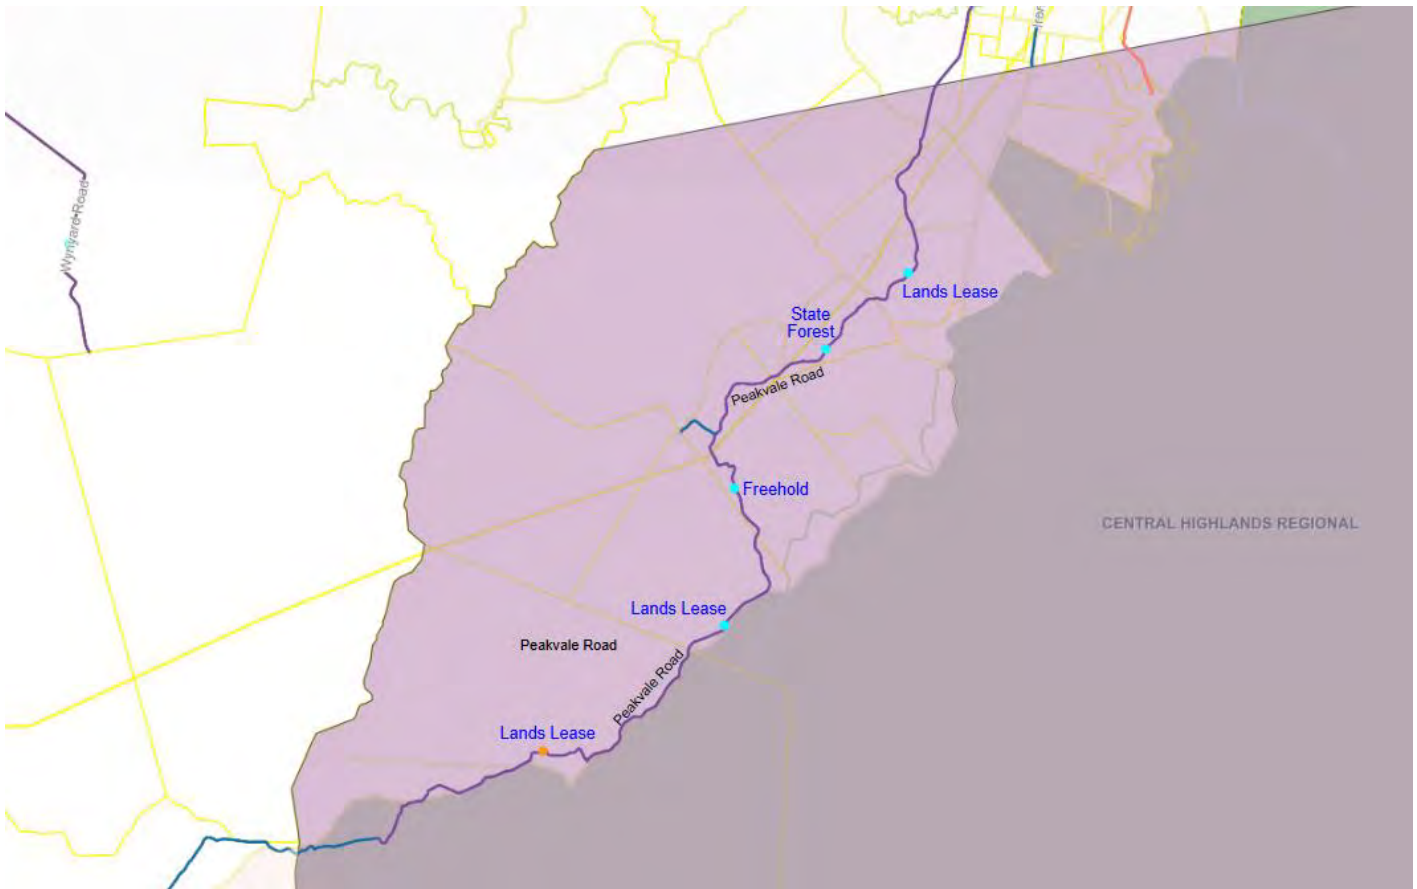 Iron
Wynyard Road
Lands Lease
State
Forest
Peakvale Road
Freehold
CENTRAL HIGHLANDS REGIONAL
Lands Lease
Peakvale Road
Peakvale Road
Lands Lease